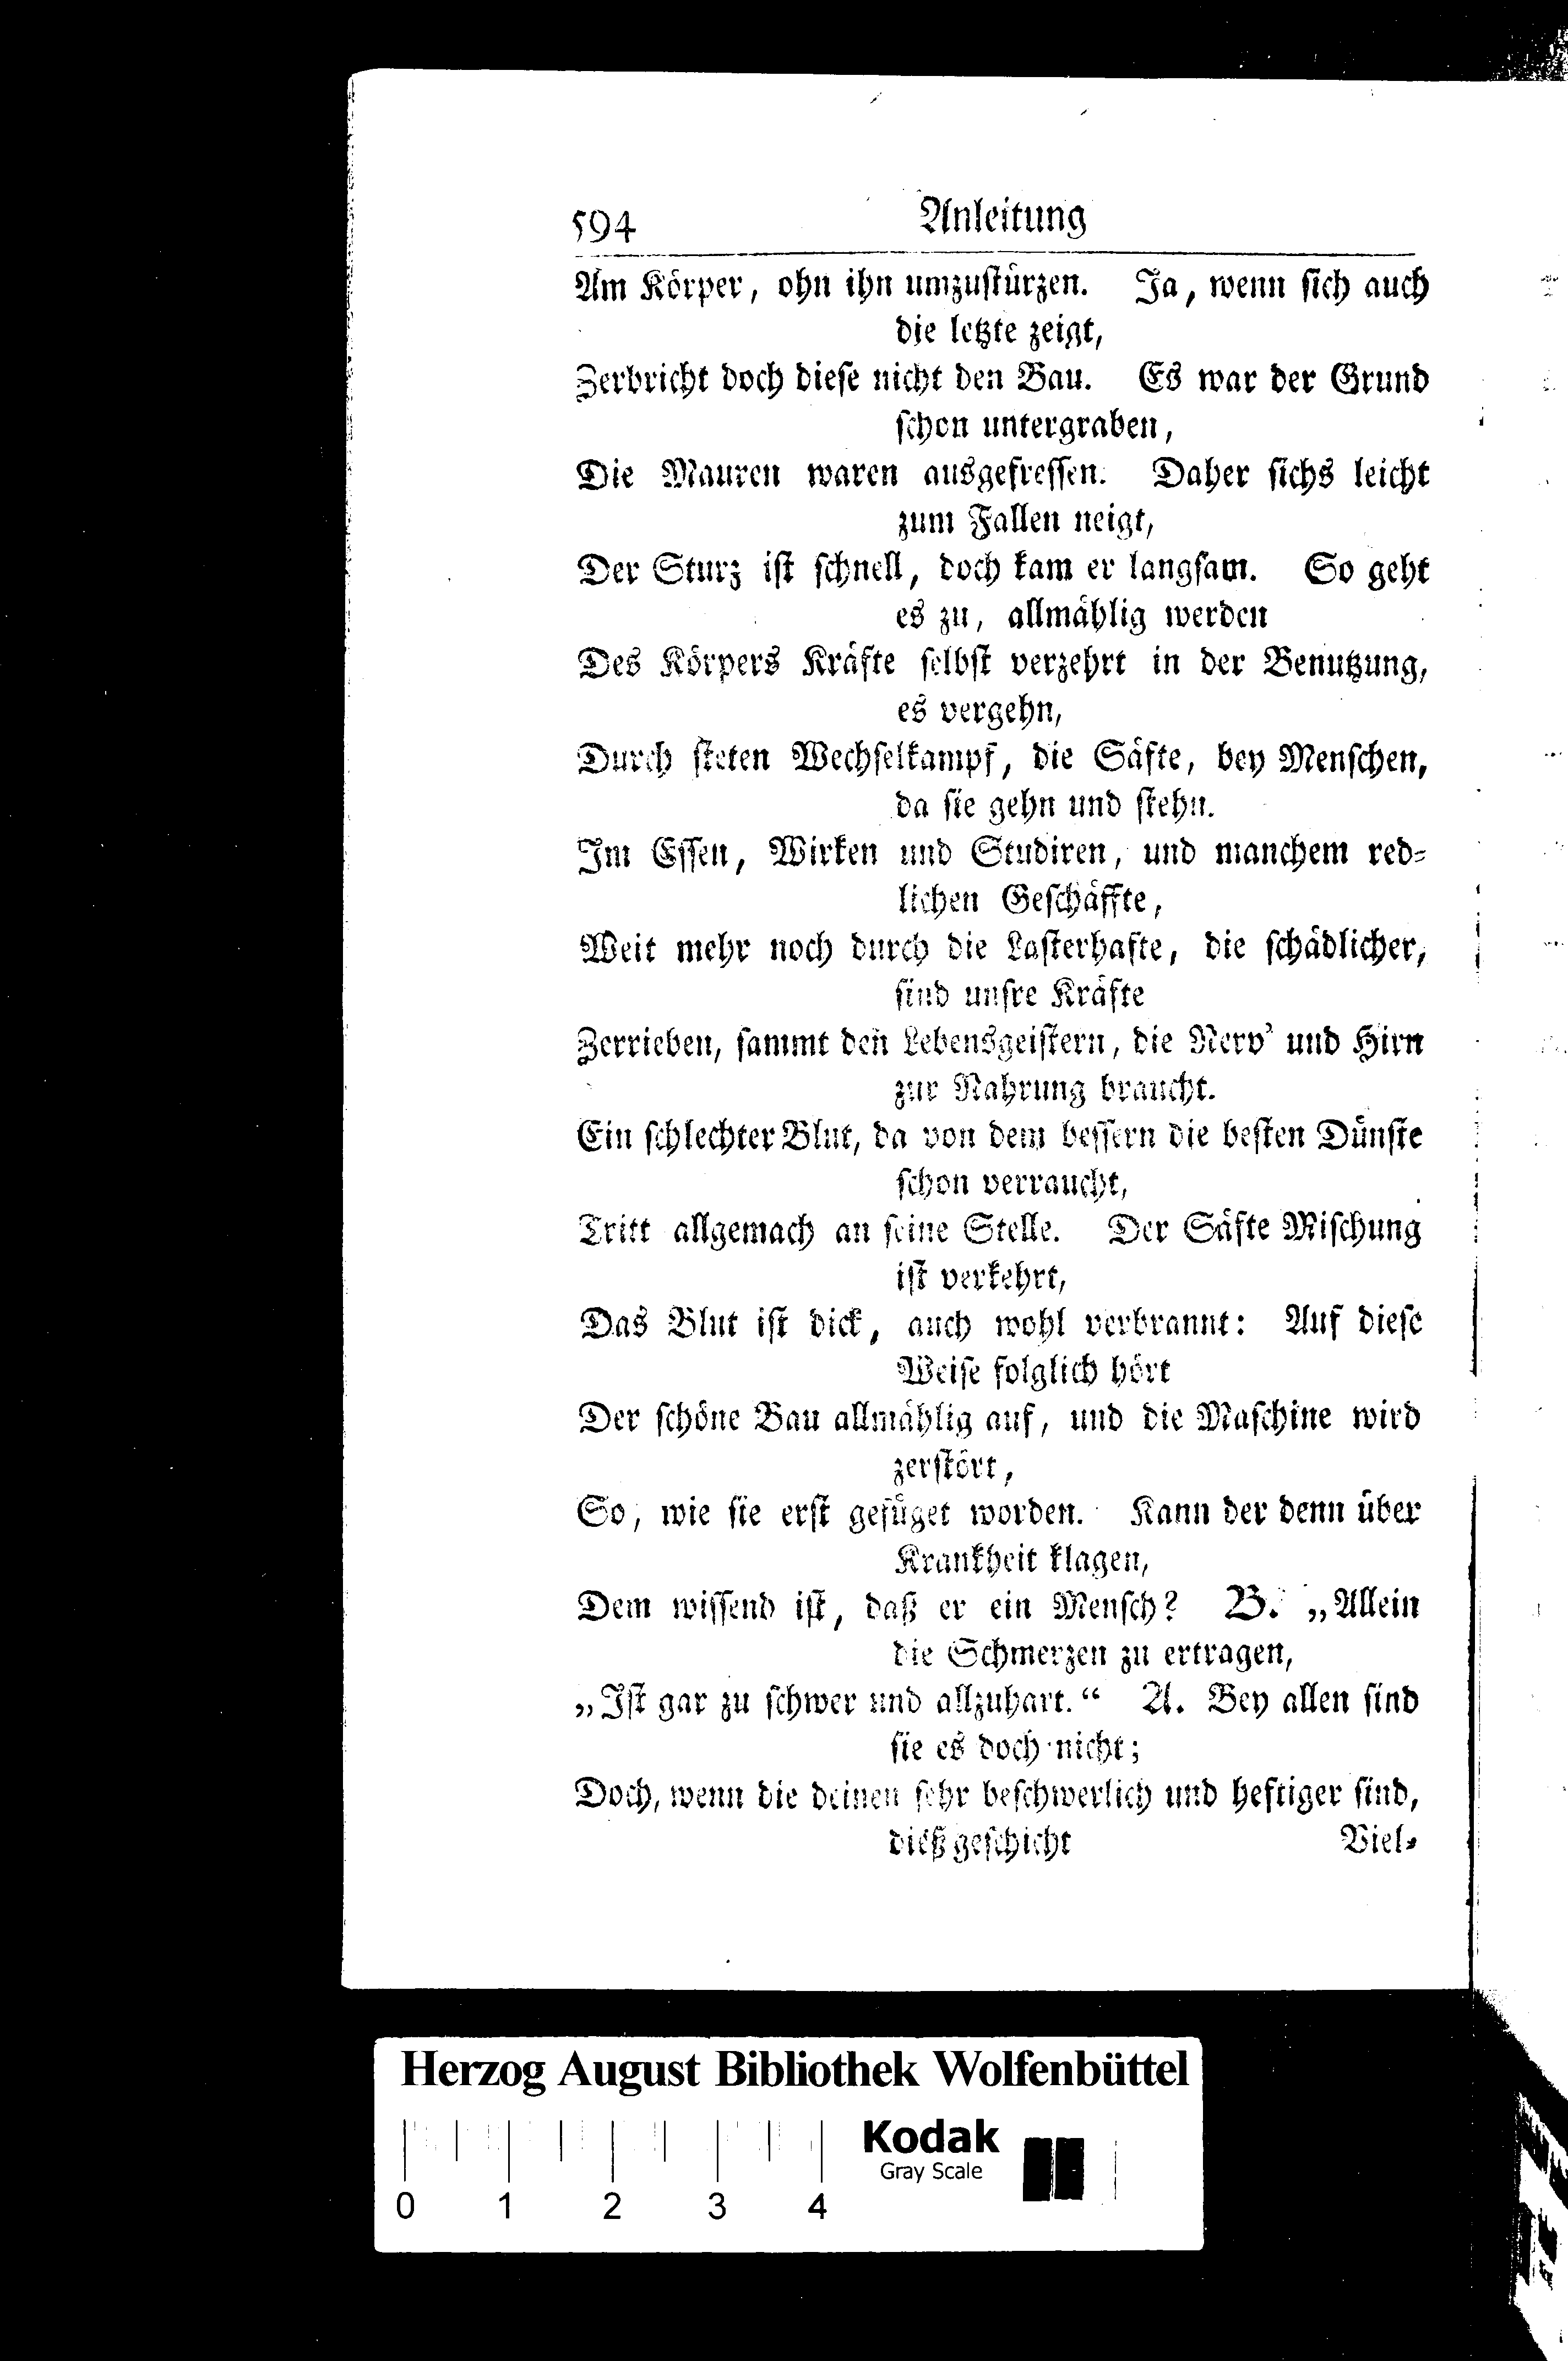 594 Anleitung
Am Körper, ohn ihn umzustürzen. Ja, wenn sich auch
die letzte zeigt,
Zerbricht doch diese nicht den Bau. Es war der Grund
schon untergraben,
Die Mauren waren ausgefressen. Daher sichs leicht
zum Fallen neigt,
Der Sturz ist schnell, doch kam er langsam. So geht
es zu, allmählig werden
Des Körpers Kräfte selbst verzehrt in der Benutzung,
es vergehn,
Durch steten Wechselkampf, die Säfte, bey Menschen,
da sie gehn und stehn.
Im Essen, Wirken und Studiren, und manchem red-
lichen Geschäffte,
Weit mehr noch durch die Lasterhafte, die schädlicher,
sind unsre Kräfte
Zerrieben, sammt den Lebensgeistern, die Nerv' und Hirn
zur Nahrung braucht.
Ein schlechter Blut, da von dem bessern die besten Dünste
schon verraucht,
Tritt allgemach an seine Stelle. Der Säfte Mischung
ist verkehrt,
Das Blut ist dick, auch wohl verbrannt: Auf diese
Weise folglich hört
Der schöne Bau allmählig auf, und die Maschine wird
zerstört,
So, wie sie erst gefüget worden. Kann der denn über
Krankheit klagen,
Dem wissend ist, daß er ein Mensch? B. „Allein
die Schmerzen zu ertragen,
„Ist gar zu schwer und allzuhart.“ A. Bey allen sind
sie es doch nicht;
Doch, wenn die deinen sehr beschwerlich und heftiger sind,
dieß geschicht Viel-
Herzog August Bibliothek Wolfenbüttel
Kodak
Gray Scale
0 1 2 3 4